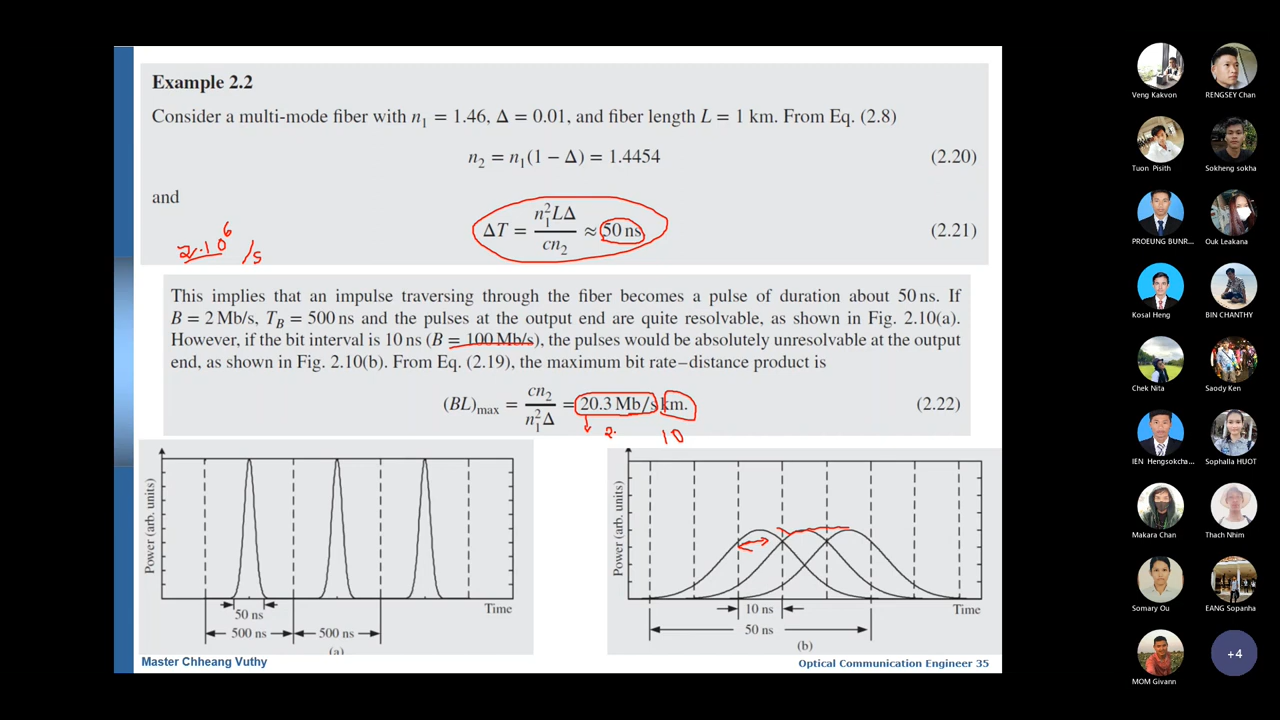 Example 2.2
Consider a multi-mode fiber with n₁ = 1.46, Δ = 0.01, and fiber length L = 1 km. From Eq. (2.8)
n₂ = n₁(1 − Δ) = 1.4454 (2.20)
and
ΔT = n₁²LΔ / cn₂ ≈ 50 ns (2.21)
2·10⁶ /s
This implies that an impulse traversing through the fiber becomes a pulse of duration about 50 ns. If
B = 2 Mb/s, T_B = 500 ns and the pulses at the output end are quite resolvable, as shown in Fig. 2.10(a).
However, if the bit interval is 10 ns (B = 100 Mb/s), the pulses would be absolutely unresolvable at the output
end, as shown in Fig. 2.10(b). From Eq. (2.19), the maximum bit rate–distance product is
(BL)max = cn₂ / n₁²Δ = 20.3 Mb/s km. (2.22)
2. 10
Power (arb. units)
50 ns
Time
500 ns 500 ns
(a)
Power (arb. units)
10 ns
Time
50 ns
(b)
Master Chheang Vuthy
Optical Communication Engineer 35
Veng Kakvon
RENGSEY Chan
Tuon Pisith
Sokheng sokha
PROEUNG BUNR...
Ouk Leakana
Kosal Heng
BIN CHANTHY
Chek Nita
Saody Ken
IEN Hengsokcha...
Sophalla HUOT
Makara Chan
Thach Nhim
Somary Ou
EANG Sopanha
MOM Givann
+4